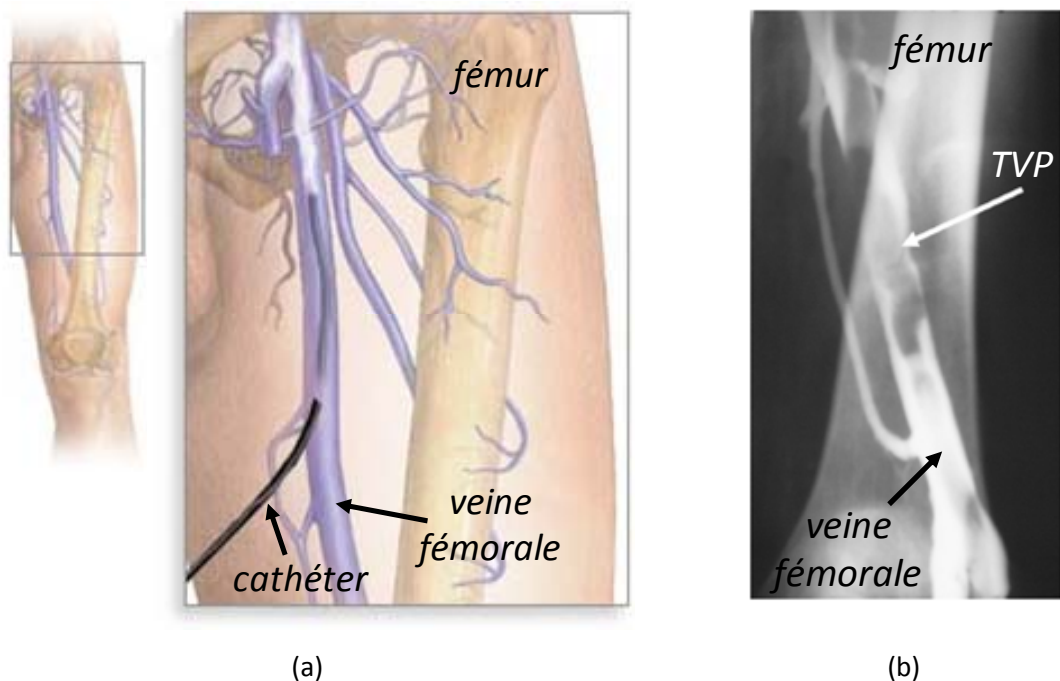 fémur
veine
fémorale
cathéter
(a)
fémur
TVP
veine
fémorale
(b)